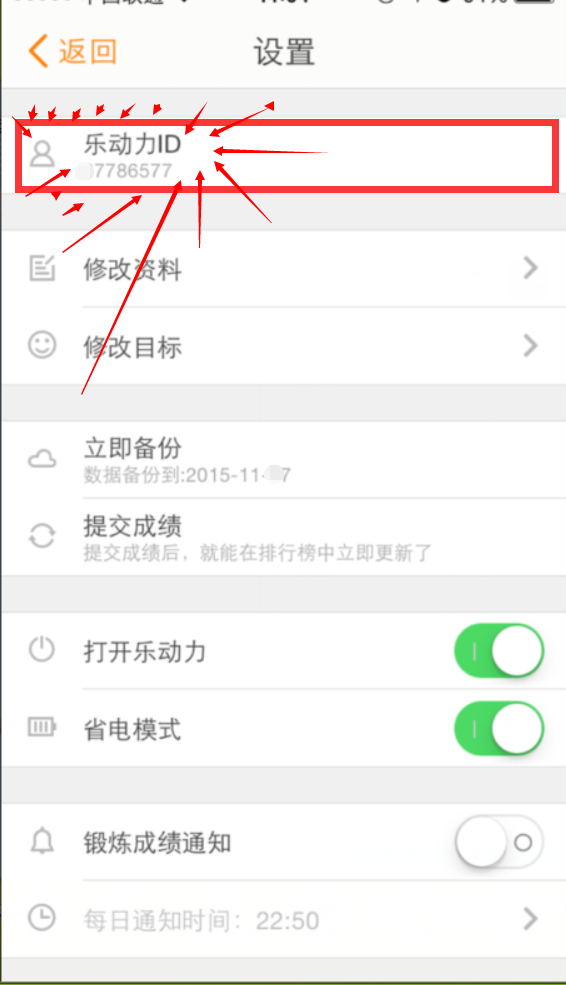 返回
设置
乐动力ID
7786577
修改资料
修改目标
立即备份
数据备份到:2015-11- 7
提交成绩
提交成绩后，就能在排行榜中立即更新了
打开乐动力
省电模式
锻炼成绩通知
每日通知时间：22:50